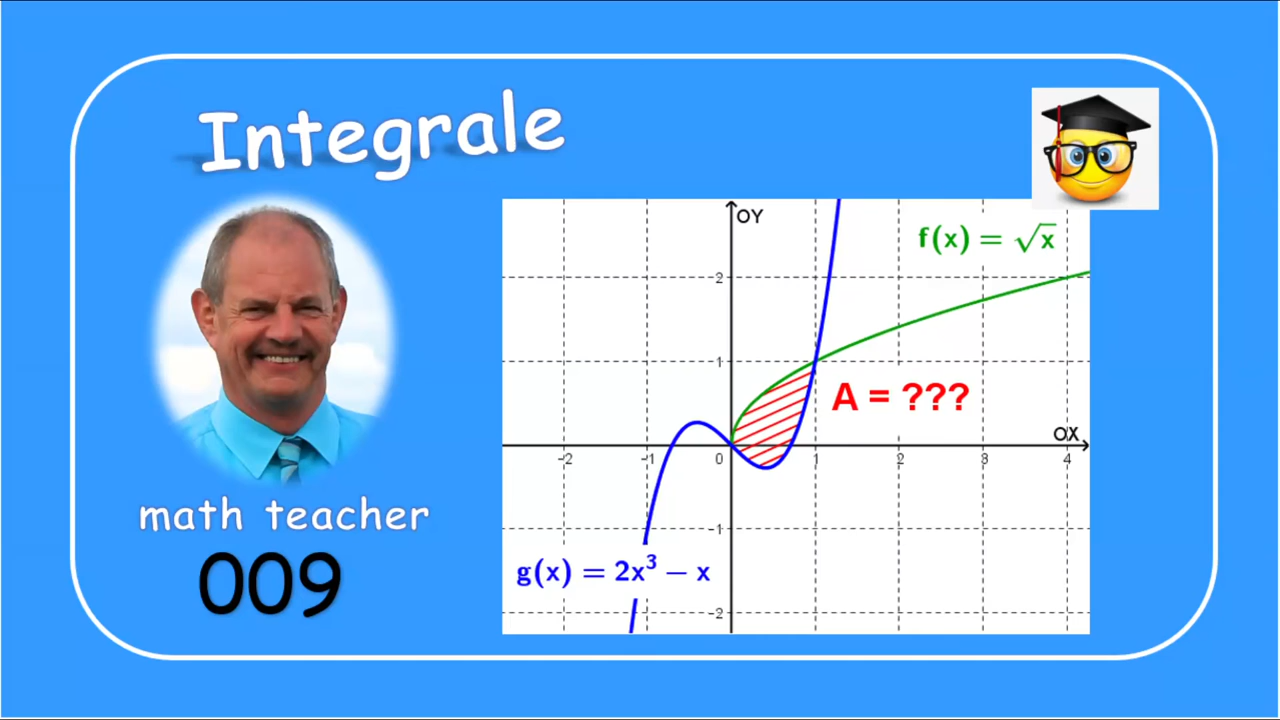 Integrale
OY
f(x) = √x
2
1
A = ???
OX
-2 -1 0 1 2 3 4
-1
g(x) = 2x³ − x
-2
math teacher
009